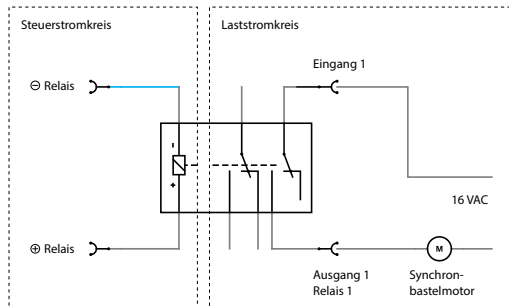 Steuerstromkreis
Laststromkreis
Eingang 1
⊖ Relais
-
+
16 VAC
⊕ Relais
M
Ausgang 1
Relais 1
Synchron-
bastelmotor